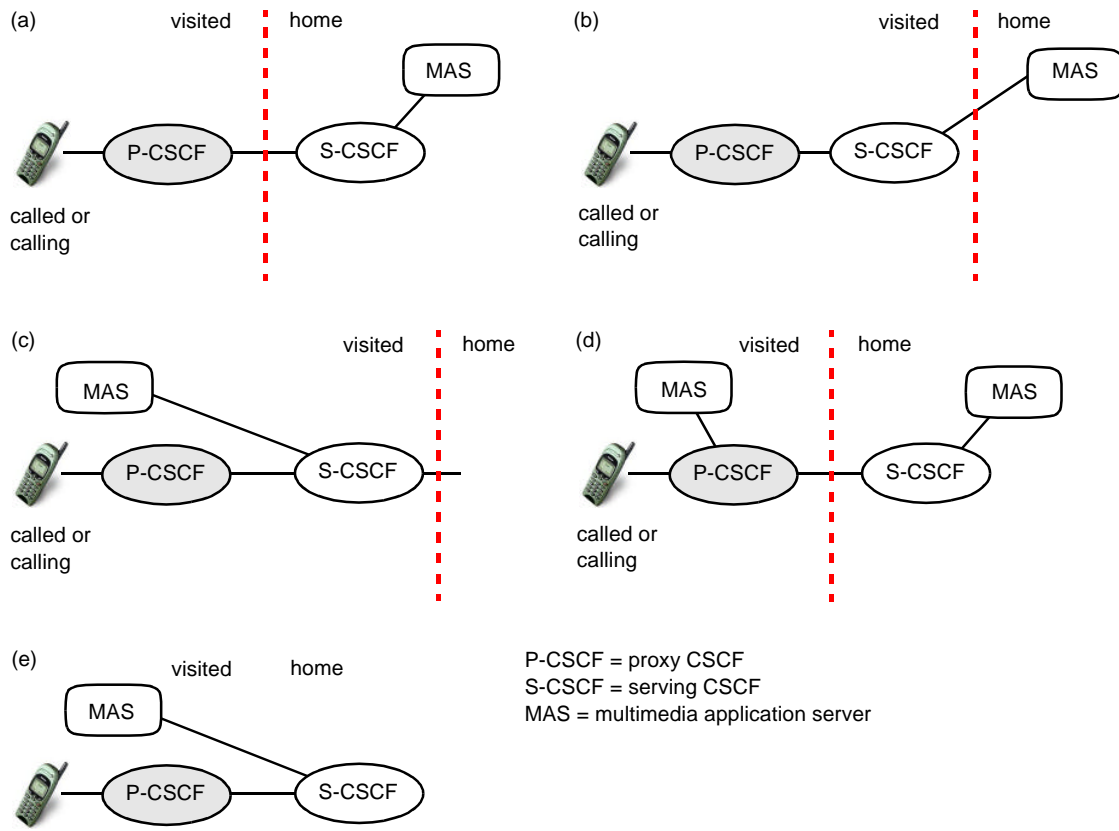 (a)
visited
home
MAS
P-CSCF
S-CSCF
called or
calling
(b)
visited
home
MAS
P-CSCF
S-CSCF
called or
calling
(c)
visited
home
MAS
P-CSCF
S-CSCF
called or
calling
(d)
visited
home
MAS
MAS
P-CSCF
S-CSCF
called or
calling
(e)
visited
home
MAS
P-CSCF
S-CSCF
P-CSCF = proxy CSCF
S-CSCF = serving CSCF
MAS = multimedia application server